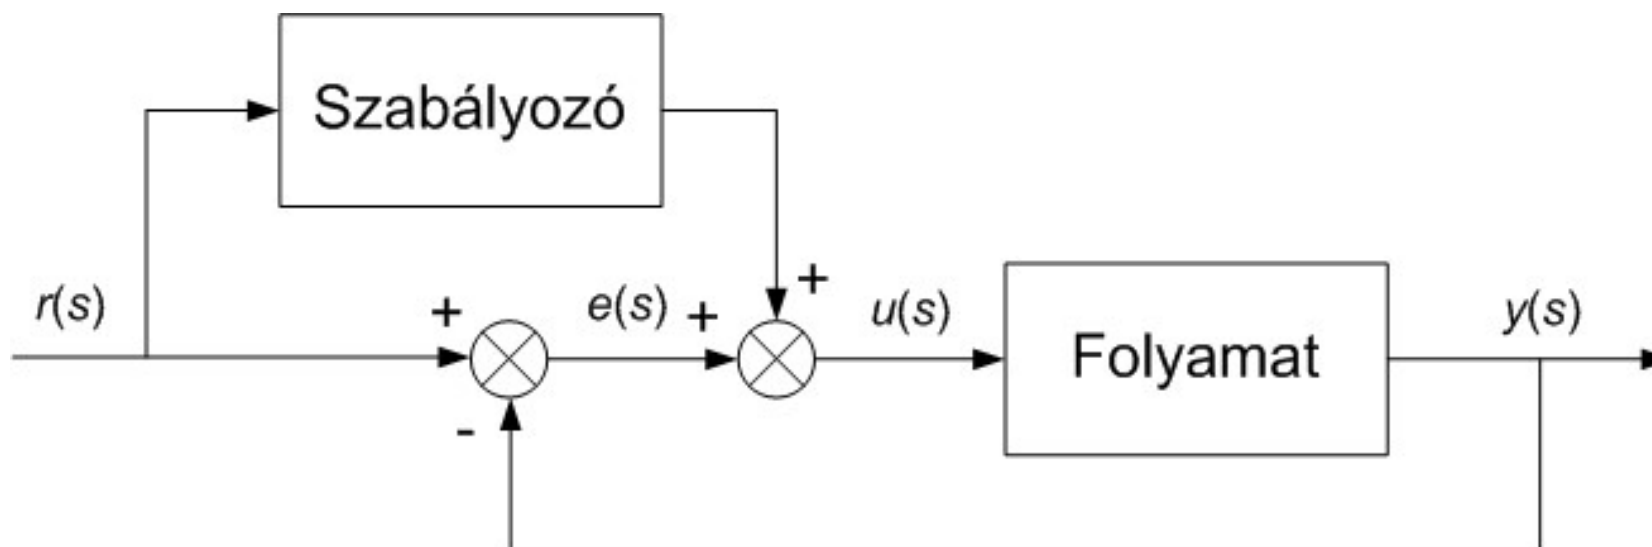 Szabályozó
r(s)
+
e(s)
+
+
u(s)
Folyamat
y(s)
-